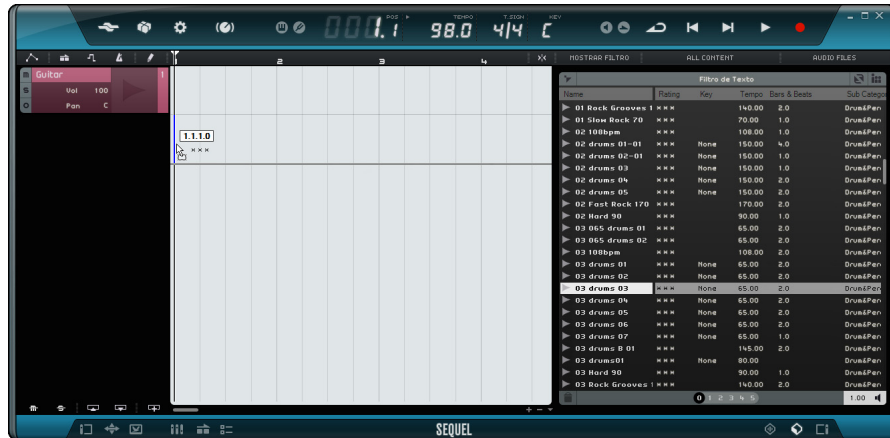 POS TEMPO T.SIGN KEY
1. 1 98.0 4/4 C
1 2 3 4 MOSTRAR FILTRO ALL CONTENT AUDIO FILES
M Guitar 1
S Vol 100
O Pan C
1.1.1.0
Filtro de Texto
Name Rating Key Tempo Bars & Beats Sub Catego
01 Rock Grooves 1 140.00 2.0 Drum&Per
01 Slow Rock 70 70.00 1.0 Drum&Per
02 108bpm 108.00 1.0 Drum&Per
02 drums 01-01 None 150.00 4.0 Drum&Per
02 drums 02-01 None 150.00 1.0 Drum&Per
02 drums 03 None 150.00 1.0 Drum&Per
02 drums 04 None 150.00 2.0 Drum&Per
02 drums 05 None 150.00 2.0 Drum&Per
02 Fast Rock 170 170.00 2.0 Drum&Per
02 Hard 90 90.00 1.0 Drum&Per
03 065 drums 01 65.00 2.0 Drum&Per
03 065 drums 02 65.00 2.0 Drum&Per
03 108bpm 108.00 2.0 Drum&Per
03 drums 01 None 65.00 2.0 Drum&Per
03 drums 02 None 65.00 2.0 Drum&Per
03 drums 03 None 65.00 2.0 Drum&Per
03 drums 04 None 65.00 2.0 Drum&Per
03 drums 05 None 65.00 2.0 Drum&Per
03 drums 06 None 65.00 2.0 Drum&Per
03 drums 07 None 65.00 1.0 Drum&Per
03 drums B 01 145.00 2.0 Drum&Per
03 drums01 None 80.00 Drum&Per
03 Hard 90 90.00 1.0 Drum&Per
03 Rock Grooves 1 140.00 2.0 Drum&Per
0 1 2 3 4 5 1.00
SEQUEL